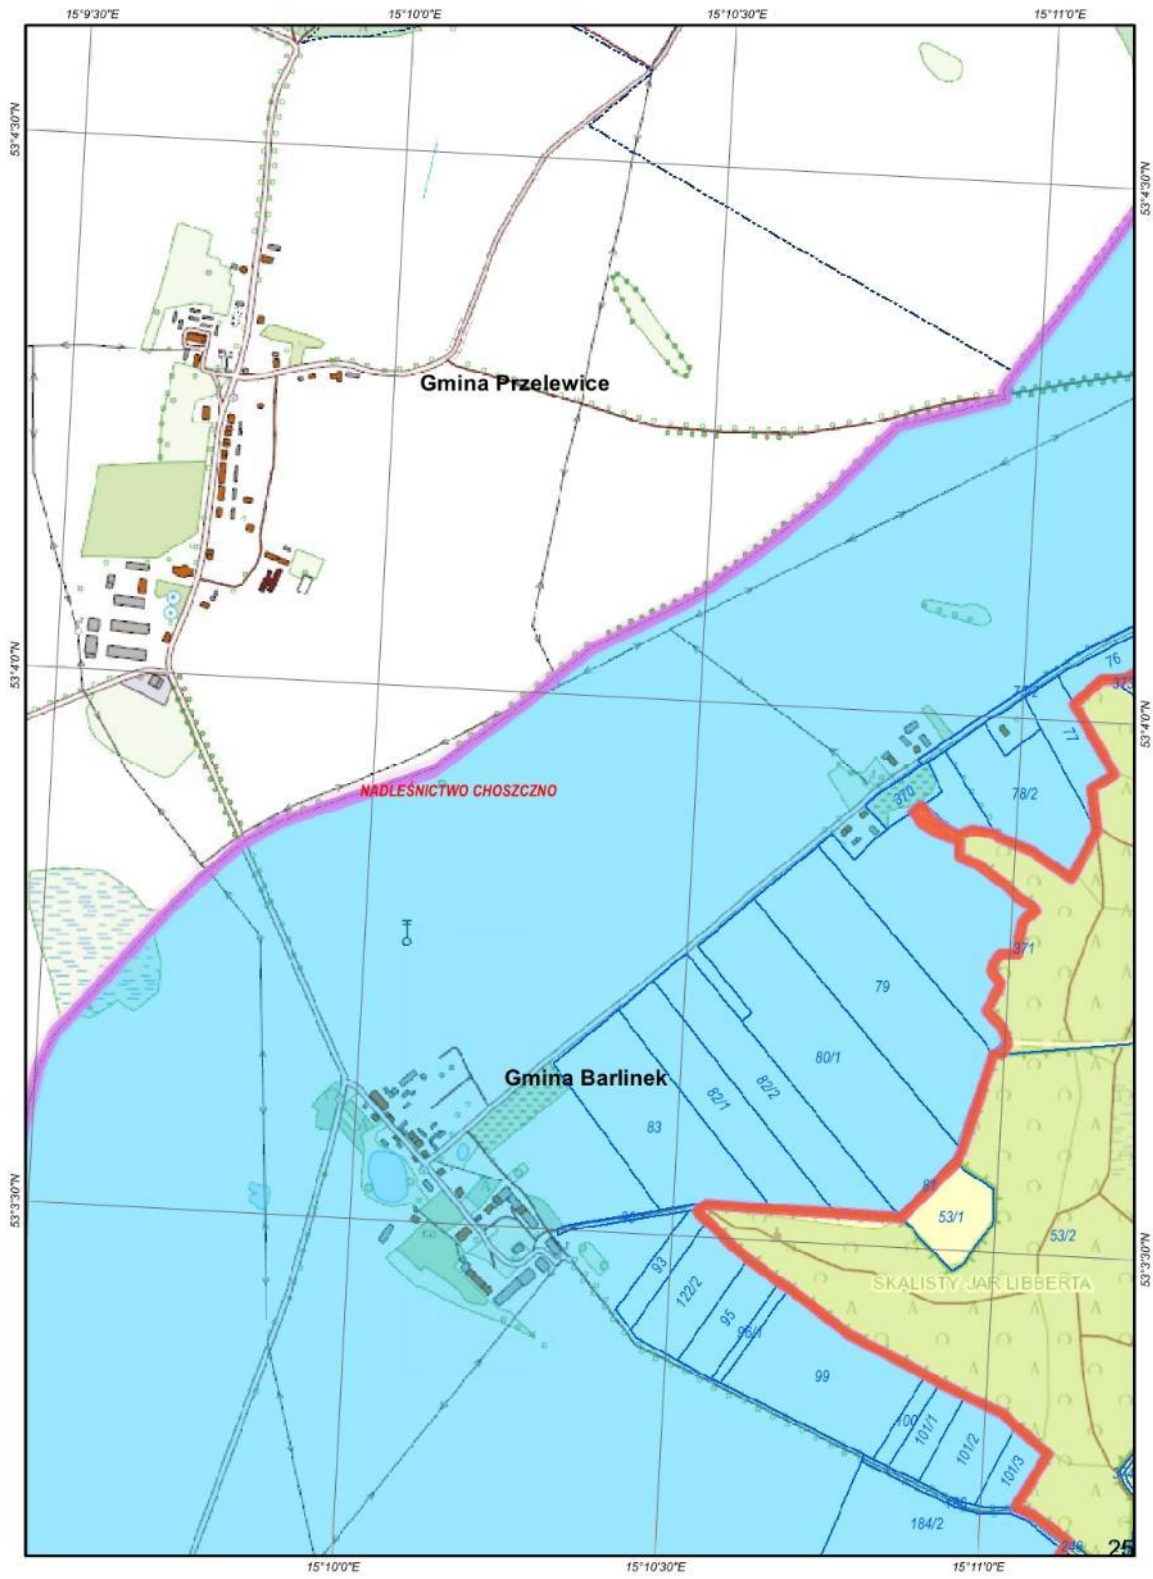 15°9'30"E
15°10'0"E
15°10'30"E
15°11'0"E
53°4'30"N
53°4'30"N
Gmina Przelewice
53°4'0"N
53°4'0"N
76
373
77
78/2
370
NADLEŚNICTWO CHOSZCZNO
371
79
80/1
Gmina Barlinek
82/2
82/1
83
81
53/1
53/2
53°3'30"N
53°3'30"N
93
122/2
SKALISTY JAR LIBBERTA
95
96/1
99
100
101/1
101/2
101/3
184/2
249
25
15°10'0"E
15°10'30"E
15°11'0"E